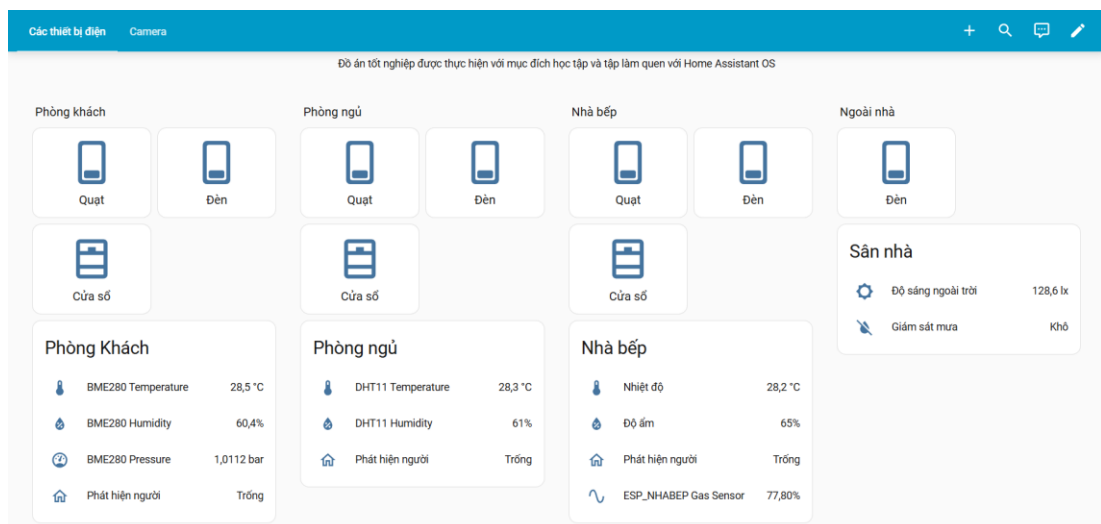 Các thiết bị điện Camera
Đồ án tốt nghiệp được thực hiện với mục đích học tập và tập làm quen với Home Assistant OS
Phòng khách
Quạt Đèn
Cửa sổ
Phòng Khách
BME280 Temperature 28,5 °C
BME280 Humidity 60,4%
BME280 Pressure 1,0112 bar
Phát hiện người Trống
Phòng ngủ
Quạt Đèn
Cửa sổ
Phòng ngủ
DHT11 Temperature 28,3 °C
DHT11 Humidity 61%
Phát hiện người Trống
Nhà bếp
Quạt Đèn
Cửa sổ
Nhà bếp
Nhiệt độ 28,2 °C
Độ ẩm 65%
Phát hiện người Trống
ESP_NHABEP Gas Sensor 77,80%
Ngoài nhà
Đèn
Sân nhà
Độ sáng ngoài trời 128,6 lx
Giám sát mưa Khô